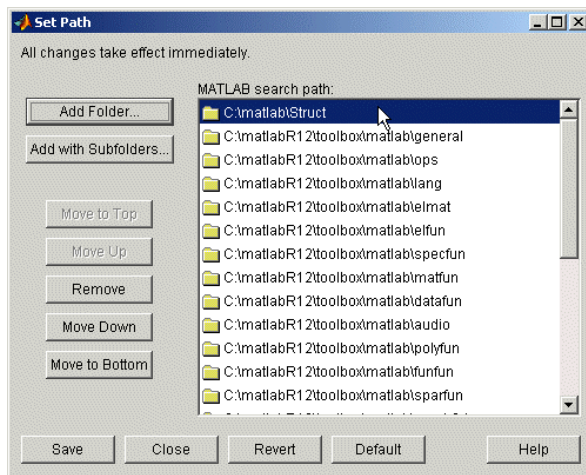 Set Path
All changes take effect immediately.
MATLAB search path:
Add Folder...
Add with Subfolders...
Move to Top
Move Up
Remove
Move Down
Move to Bottom
C:\matlab\Struct
C:\matlabR12\toolbox\matlab\general
C:\matlabR12\toolbox\matlab\ops
C:\matlabR12\toolbox\matlab\lang
C:\matlabR12\toolbox\matlab\elmat
C:\matlabR12\toolbox\matlab\elfun
C:\matlabR12\toolbox\matlab\specfun
C:\matlabR12\toolbox\matlab\matfun
C:\matlabR12\toolbox\matlab\datafun
C:\matlabR12\toolbox\matlab\audio
C:\matlabR12\toolbox\matlab\polyfun
C:\matlabR12\toolbox\matlab\funfun
C:\matlabR12\toolbox\matlab\sparfun
Save
Close
Revert
Default
Help